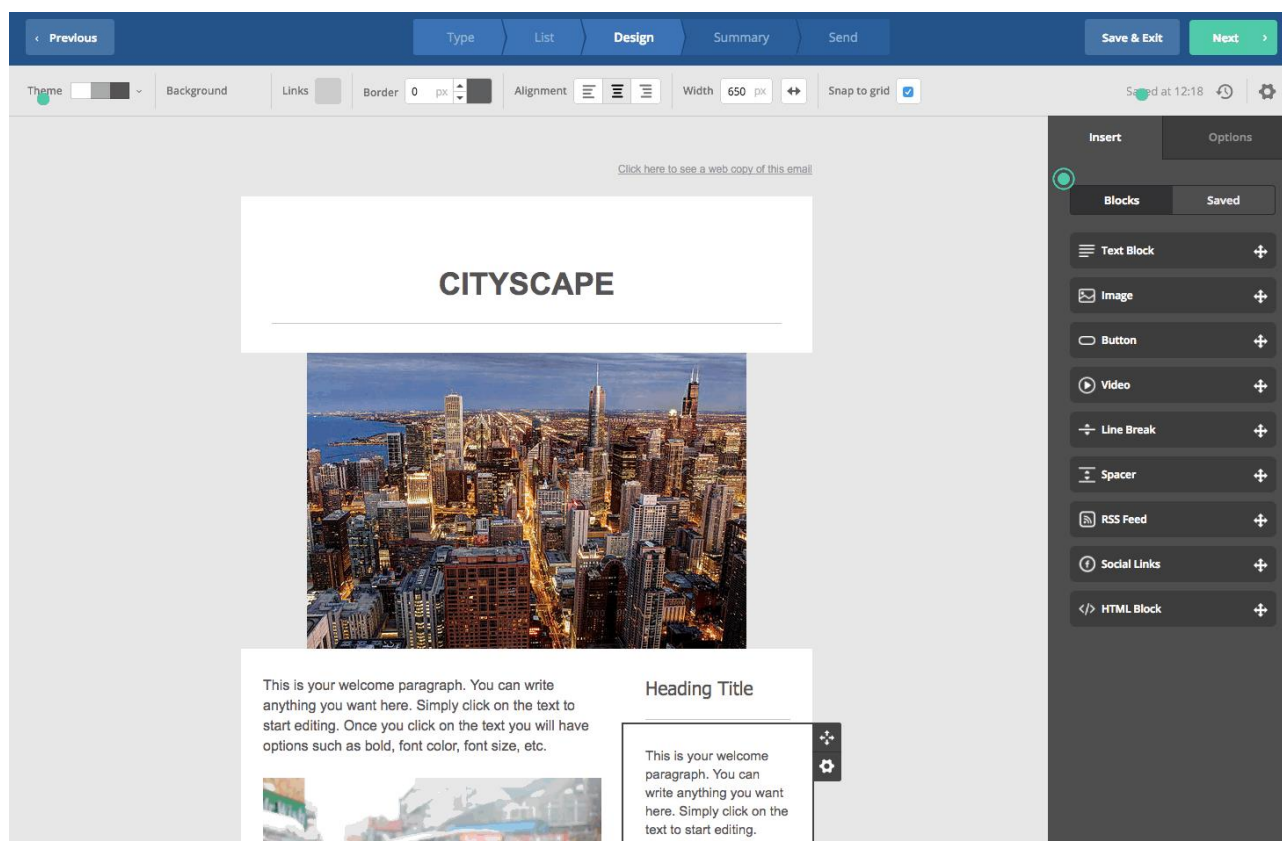 ‹ Previous
Type
List
Design
Summary
Send
Save & Exit
Next ›
Theme
Background
Links
Border 0 px
Alignment
Width 650 px
Snap to grid
Saved at 12:18
Insert
Options
Click here to see a web copy of this email
Blocks
Saved
Text Block
Image
Button
Video
Line Break
Spacer
RSS Feed
Social Links
</> HTML Block
CITYSCAPE
This is your welcome paragraph. You can write
anything you want here. Simply click on the text to
start editing. Once you click on the text you will have
options such as bold, font color, font size, etc.
Heading Title
This is your welcome
paragraph. You can
write anything you want
here. Simply click on the
text to start editing.